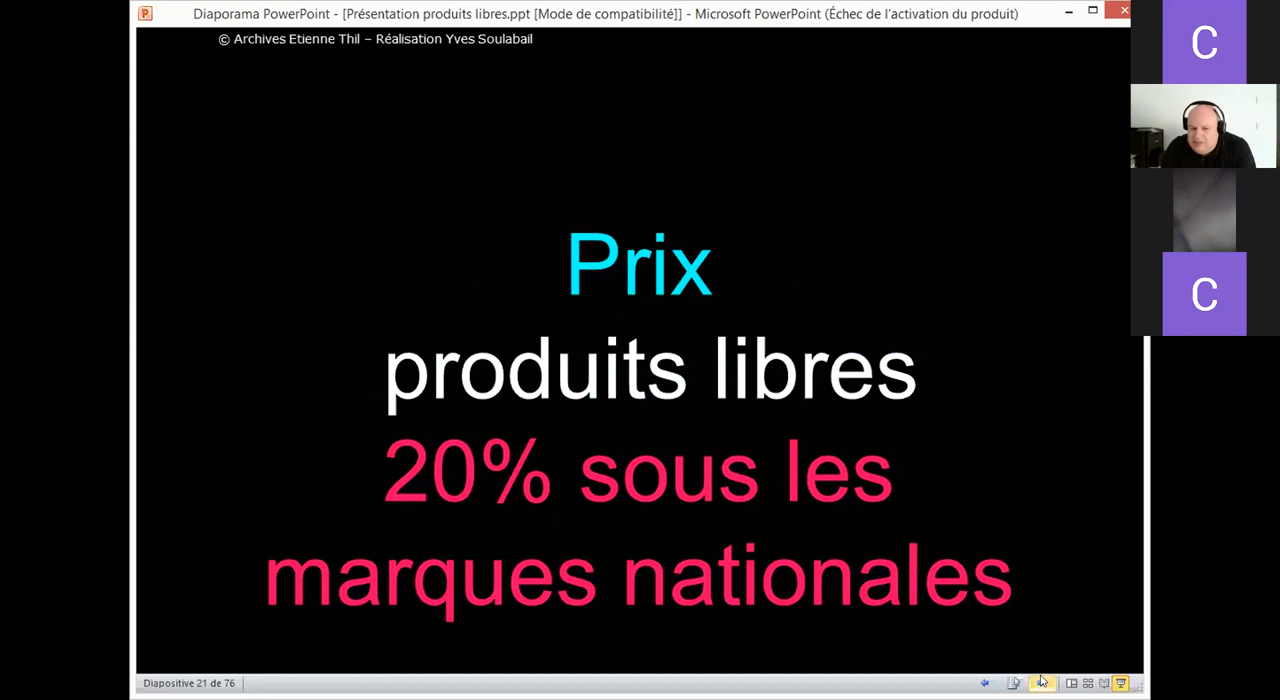 Diaporama PowerPoint - [Présentation produits libres.ppt [Mode de compatibilité]] - Microsoft PowerPoint (Échec de l'activation du produit)
© Archives Etienne Thil – Réalisation Yves Soulabail
Prix
produits libres
20% sous les
marques nationales
Diapositive 21 de 76
C
C